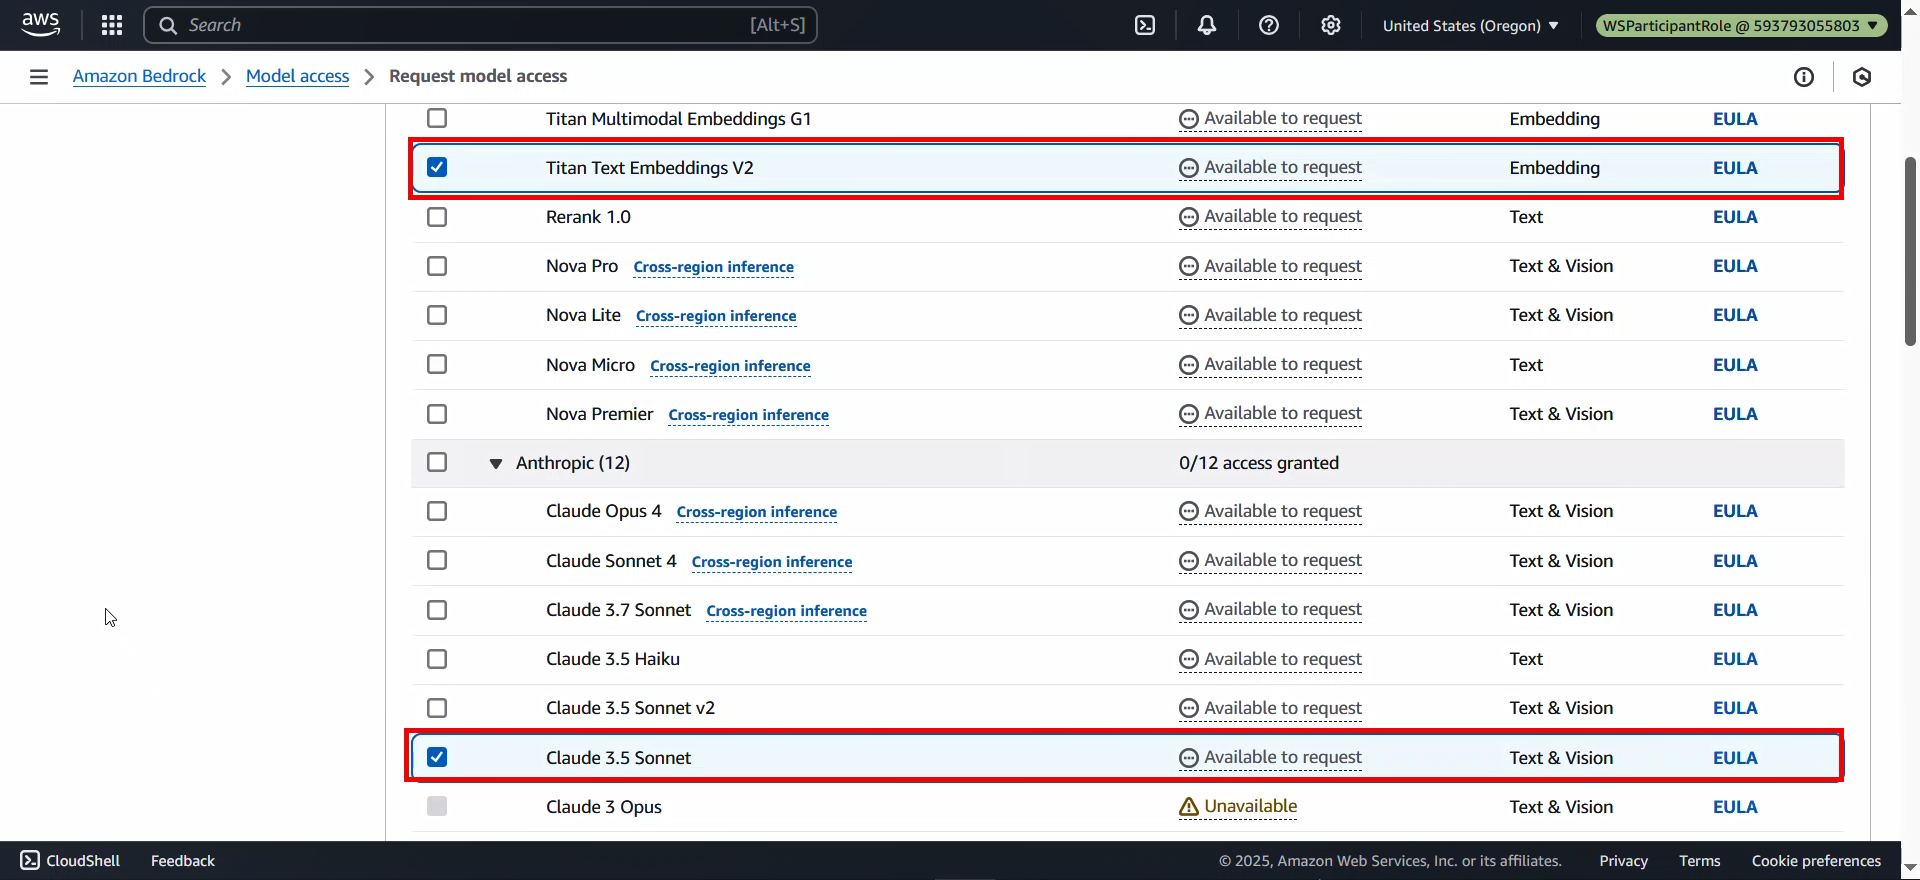 aws Search [Alt+S] United States (Oregon) WSParticipantRole @ 593793055803
Amazon Bedrock Model access Request model access
Titan Multimodal Embeddings G1 Available to request Embedding EULA
Titan Text Embeddings V2 Available to request Embedding EULA
Rerank 1.0 Available to request Text EULA
Nova Pro Cross-region inference Available to request Text & Vision EULA
Nova Lite Cross-region inference Available to request Text & Vision EULA
Nova Micro Cross-region inference Available to request Text EULA
Nova Premier Cross-region inference Available to request Text & Vision EULA
Anthropic (12) 0/12 access granted
Claude Opus 4 Cross-region inference Available to request Text & Vision EULA
Claude Sonnet 4 Cross-region inference Available to request Text & Vision EULA
Claude 3.7 Sonnet Cross-region inference Available to request Text & Vision EULA
Claude 3.5 Haiku Available to request Text EULA
Claude 3.5 Sonnet v2 Available to request Text & Vision EULA
Claude 3.5 Sonnet Available to request Text & Vision EULA
Claude 3 Opus Unavailable Text & Vision EULA
CloudShell Feedback © 2025, Amazon Web Services, Inc. or its affiliates. Privacy Terms Cookie preferences